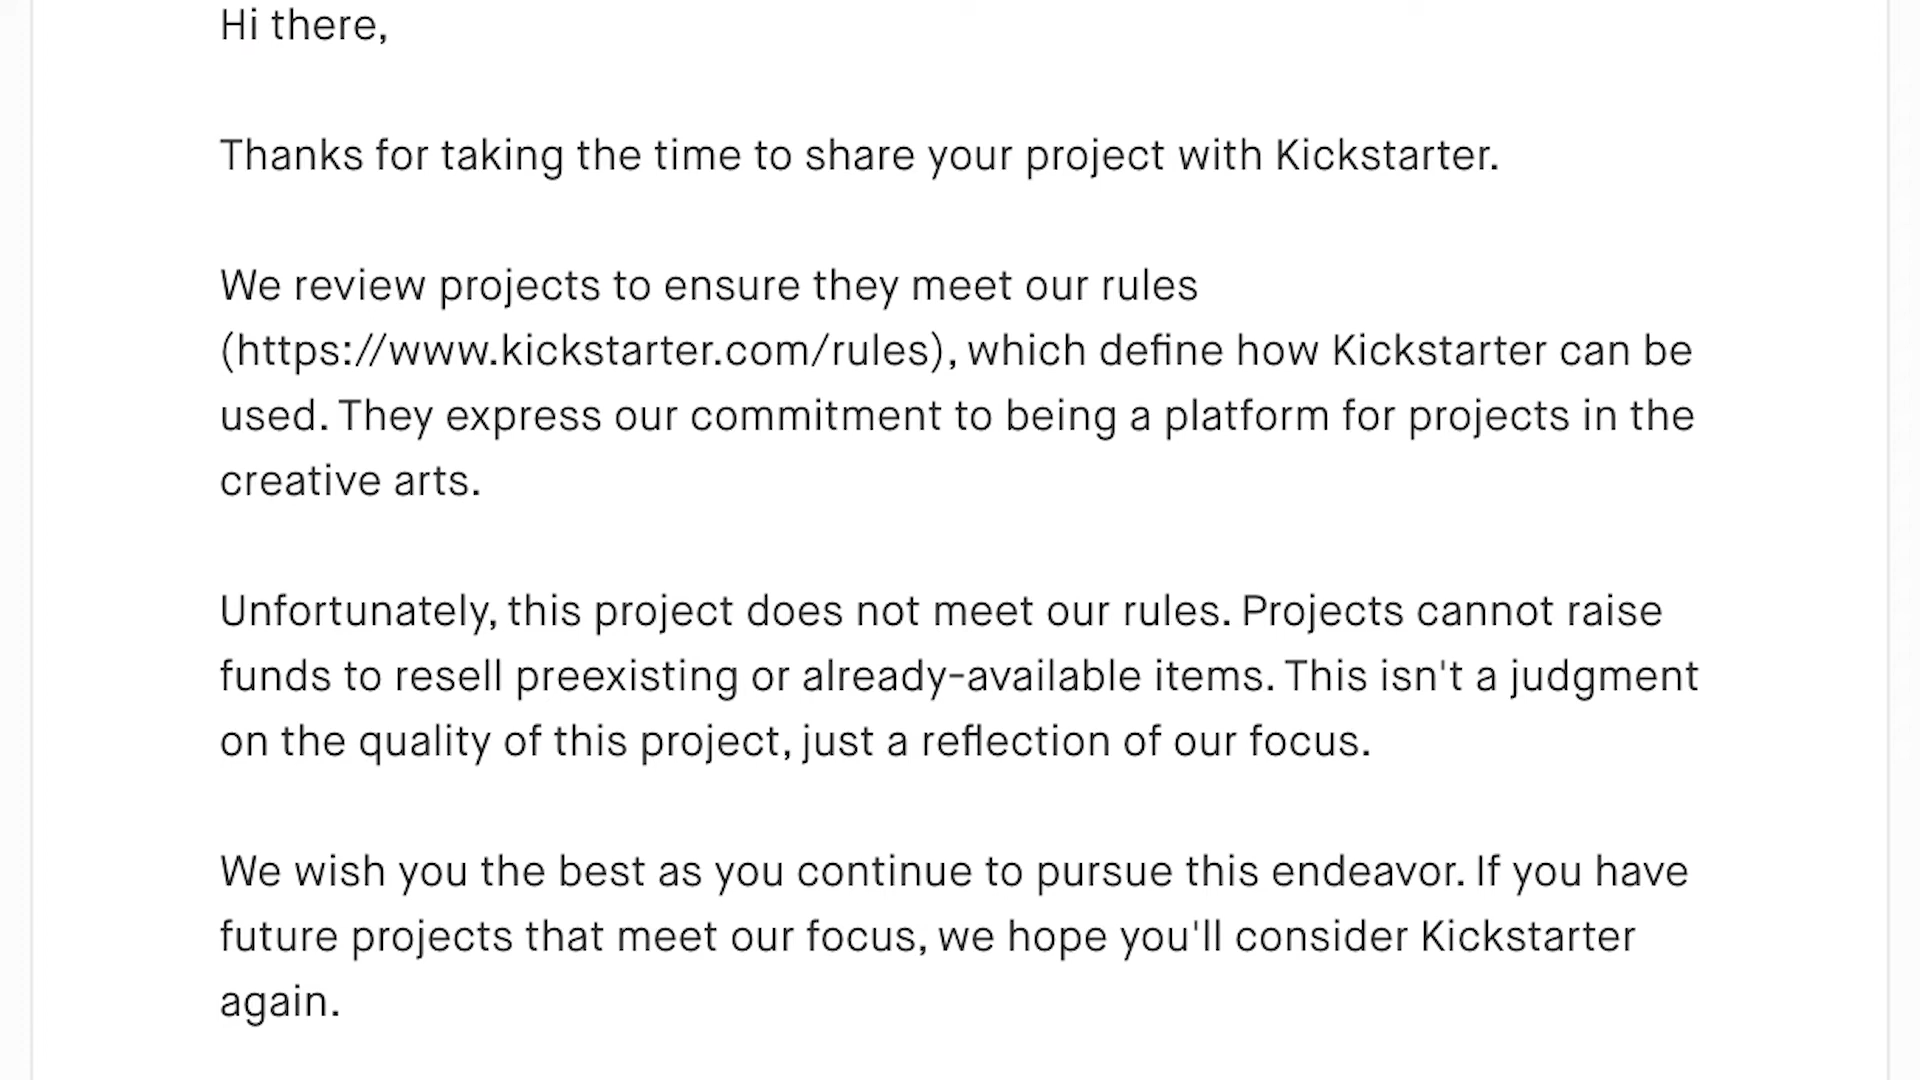 Hi there,
Thanks for taking the time to share your project with Kickstarter.
We review projects to ensure they meet our rules
(https://www.kickstarter.com/rules), which define how Kickstarter can be
used. They express our commitment to being a platform for projects in the
creative arts.
Unfortunately, this project does not meet our rules. Projects cannot raise
funds to resell preexisting or already-available items. This isn't a judgment
on the quality of this project, just a reflection of our focus.
We wish you the best as you continue to pursue this endeavor. If you have
future projects that meet our focus, we hope you'll consider Kickstarter
again.